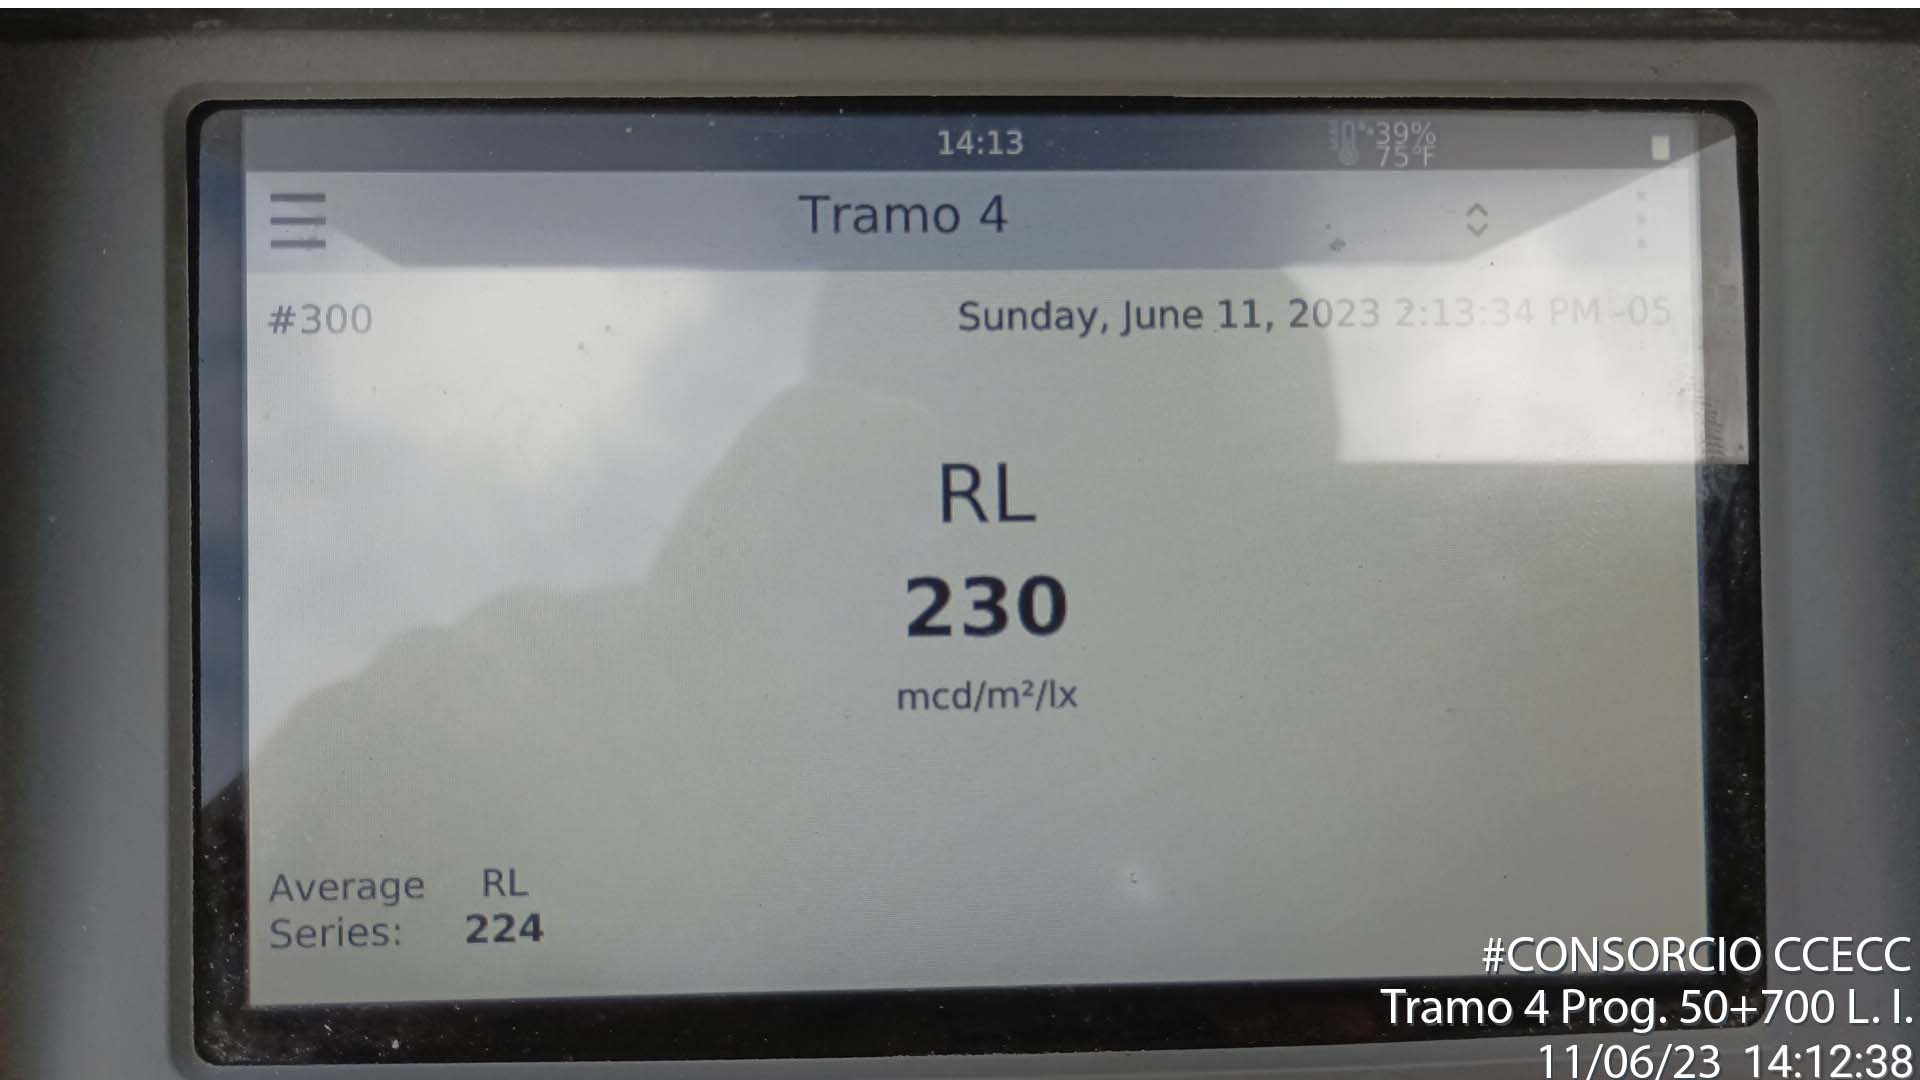 14:13
39%
75°F
Tramo 4
#300
Sunday, June 11, 2023 2:13:34 PM -05
RL
230
mcd/m²/lx
Average RL
Series: 224
#CONSORCIO CCECC
Tramo 4 Prog. 50+700 L. I.
11/06/23 14:12:38